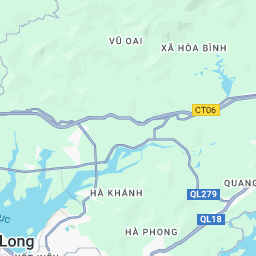 VŨ OAI
XÃ HÒA BÌNH
CT06
HÀ KHÁNH
QL279
QUANG
QL18
HÀ PHONG
Long